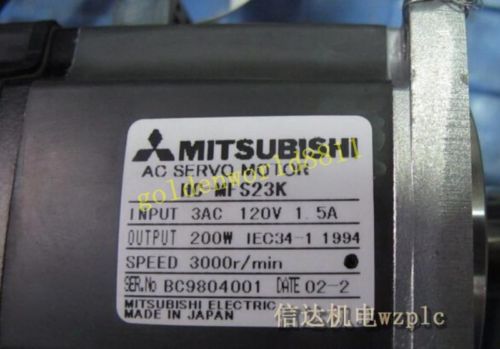 MITSUBISHI
AC SERVO MOTOR
HC-MFS23K
INPUT 3AC 120V 1.5A
OUTPUT 200W IEC34-1 1994
SPEED 3000r/min
SER.No BC9804001 DATE 02-2
MITSUBISHI ELECTRIC
MADE IN JAPAN
goldenworld8811
信达机电wzplc